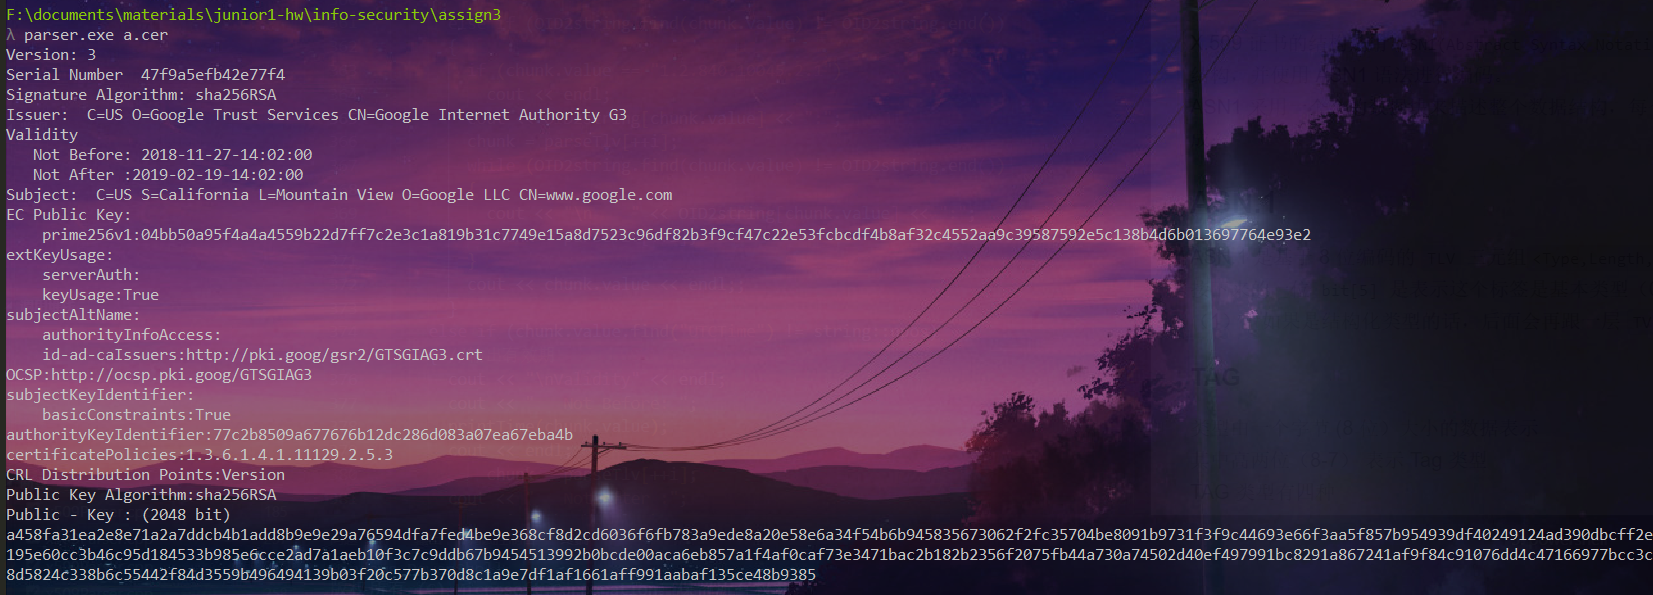 F:\documents\materials\junior1-hw\info-security\assign3
λ parser.exe a.cer
Version: 3
Serial Number  47f9a5efb42e77f4
Signature Algorithm: sha256RSA
Issuer:  C=US O=Google Trust Services CN=Google Internet Authority G3
Validity
   Not Before: 2018-11-27-14:02:00
   Not After :2019-02-19-14:02:00
Subject:  C=US S=California L=Mountain View O=Google LLC CN=www.google.com
EC Public Key:
    prime256v1:04bb50a95f4a4a4559b22d7ff7c2e3c1a819b31c7749e15a8d7523c96df82b3f9cf47c22e53fcbcdf4b8af32c4552aa9c39587592e5c138b4d6b013697764e93e2
extKeyUsage:
    serverAuth:
    keyUsage:True
subjectAltName:
    authorityInfoAccess:
    id-ad-caIssuers:http://pki.goog/gsr2/GTSGIAG3.crt
OCSP:http://ocsp.pki.goog/GTSGIAG3
subjectKeyIdentifier:
    basicConstraints:True
authorityKeyIdentifier:77c2b8509a677676b12dc286d083a07ea67eba4b
certificatePolicies:1.3.6.1.4.1.11129.2.5.3
CRL Distribution Points:Version
Public Key Algorithm:sha256RSA
Public - Key : (2048 bit)
a458fa31ea2e8e71a2a7ddcb4b1add8b9e9e29a76594dfa7fed4be9e368cf8d2cd6036f6fb783a9ede8a20e58e6a34f54b6b945835673062f2fc35704be8091b9731f3f9c44693e66f3aa5f857b954939df40249124ad390dbcff2e
195e60cc3b46c95d184533b985e6cce2ad7a1aeb10f3c7c9ddb67b9454513992b0bcde00aca6eb857a1f4af0caf73e3471bac2b182b2356f2075fb44a730a74502d40ef497991bc8291a867241af9f84c91076dd4c47166977bcc3c
8d5824c338b6c55442f84d3559b496494139b03f20c577b370d8c1a9e7df1af1661aff991aabaf135ce48b9385
TAG